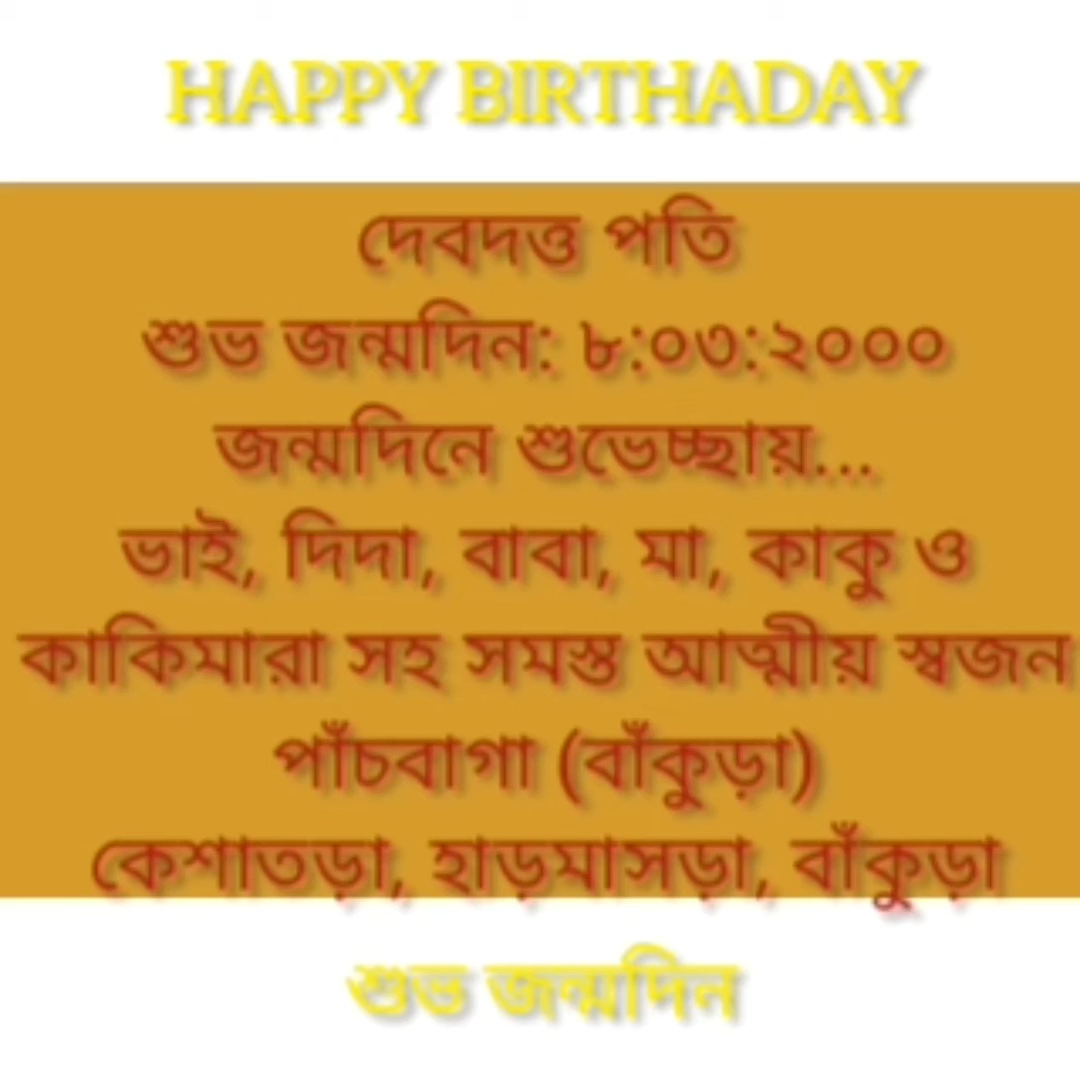 HAPPY BIRTHADAY
দেবদত্ত পতি
শুভ জন্মদিন: ৮:০৩:২০০০
জন্মদিনে শুভেচ্ছায়...
ভাই, দিদা, বাবা, মা, কাকু ও
কাকিমারা সহ সমস্ত আত্মীয় স্বজন
পাঁচবাগা (বাঁকুড়া)
কেশাতড়া, হাড়মাসড়া, বাঁকুড়া
শুভ জন্মদিন